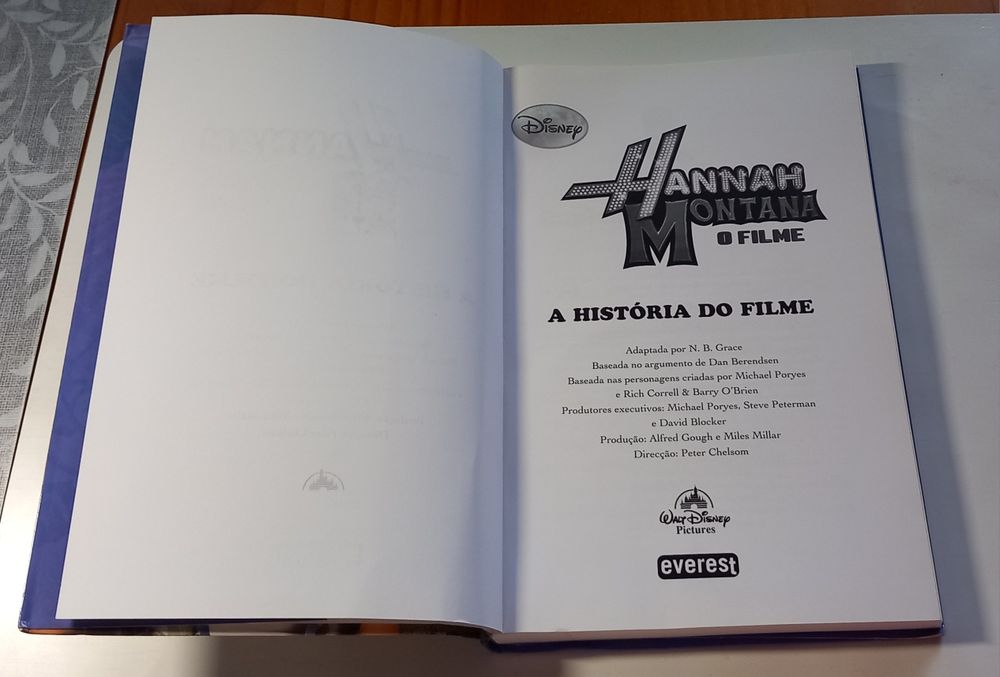 Disney
HANNAH
MONTANA
O FILME
A HISTÓRIA DO FILME
Adaptada por N. B. Grace
Baseada no argumento de Dan Berendsen
Baseada nas personagens criadas por Michael Poryes
e Rich Correll & Barry O'Brien
Produtores executivos: Michael Poryes, Steve Peterman
e David Blocker
Produção: Alfred Gough e Miles Millar
Direcção: Peter Chelsom
WALT DISNEY
Pictures
everest